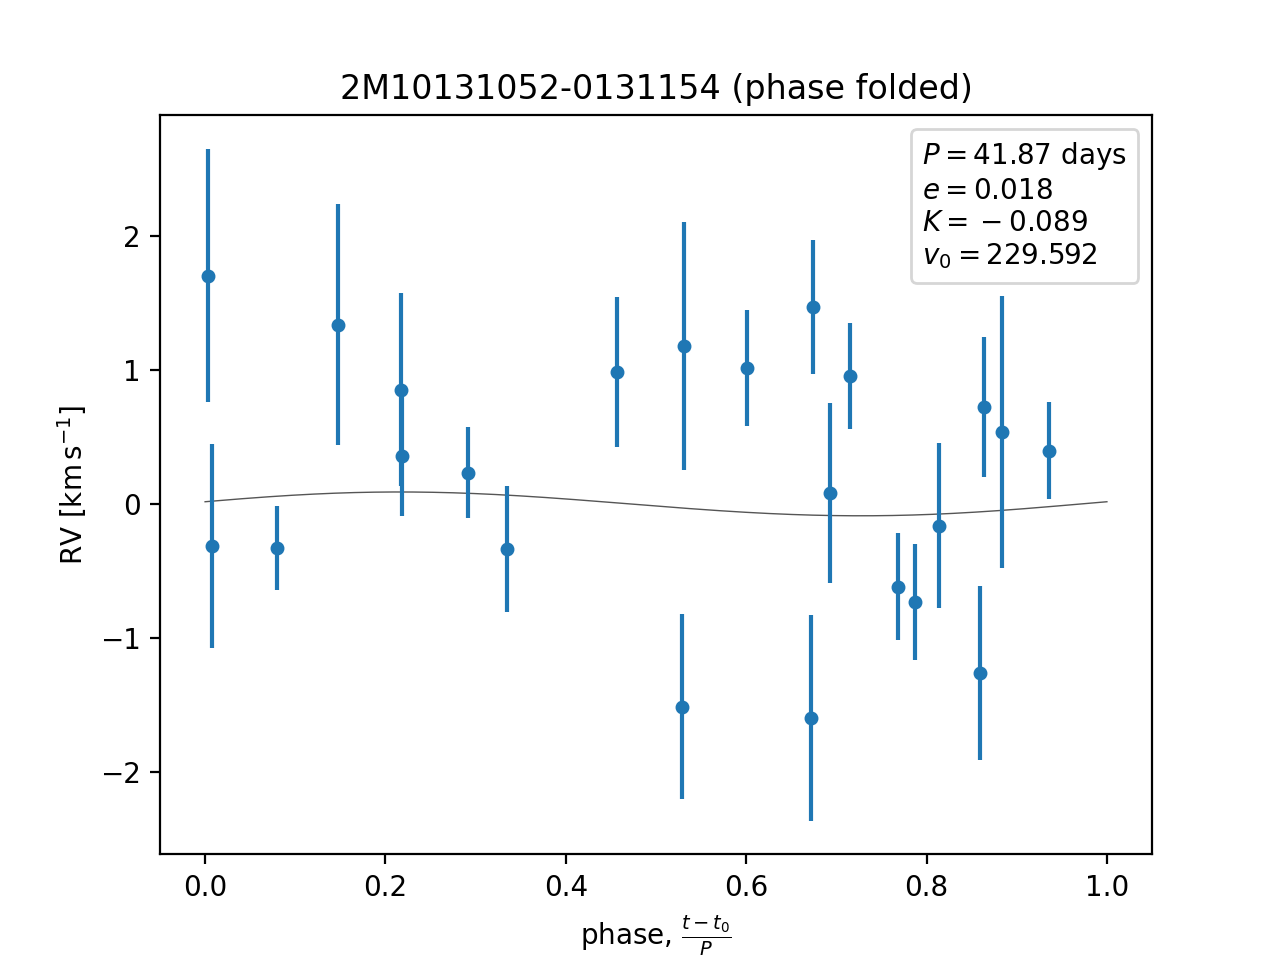 2M10131052-0131154 (phase folded)
P = 41.87 days
e = 0.018
K = −0.089
v₀ = 229.592
2
1
0
−1
−2
RV [km s⁻¹]
0.0 0.2 0.4 0.6 0.8 1.0
phase, (t − t₀)/P